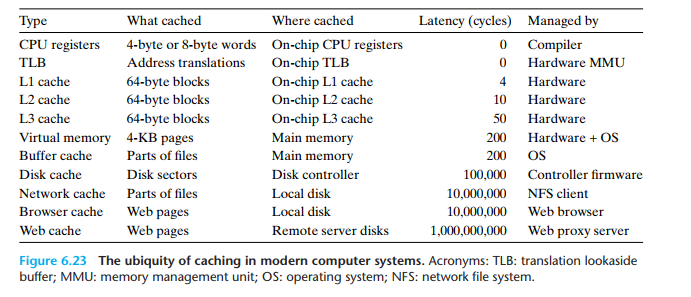 Type What cached Where cached Latency (cycles) Managed by
CPU registers 4-byte or 8-byte words On-chip CPU registers 0 Compiler
TLB Address translations On-chip TLB 0 Hardware MMU
L1 cache 64-byte blocks On-chip L1 cache 4 Hardware
L2 cache 64-byte blocks On-chip L2 cache 10 Hardware
L3 cache 64-byte blocks On-chip L3 cache 50 Hardware
Virtual memory 4-KB pages Main memory 200 Hardware + OS
Buffer cache Parts of files Main memory 200 OS
Disk cache Disk sectors Disk controller 100,000 Controller firmware
Network cache Parts of files Local disk 10,000,000 NFS client
Browser cache Web pages Local disk 10,000,000 Web browser
Web cache Web pages Remote server disks 1,000,000,000 Web proxy server
Figure 6.23 The ubiquity of caching in modern computer systems. Acronyms: TLB: translation lookaside
buffer; MMU: memory management unit; OS: operating system; NFS: network file system.